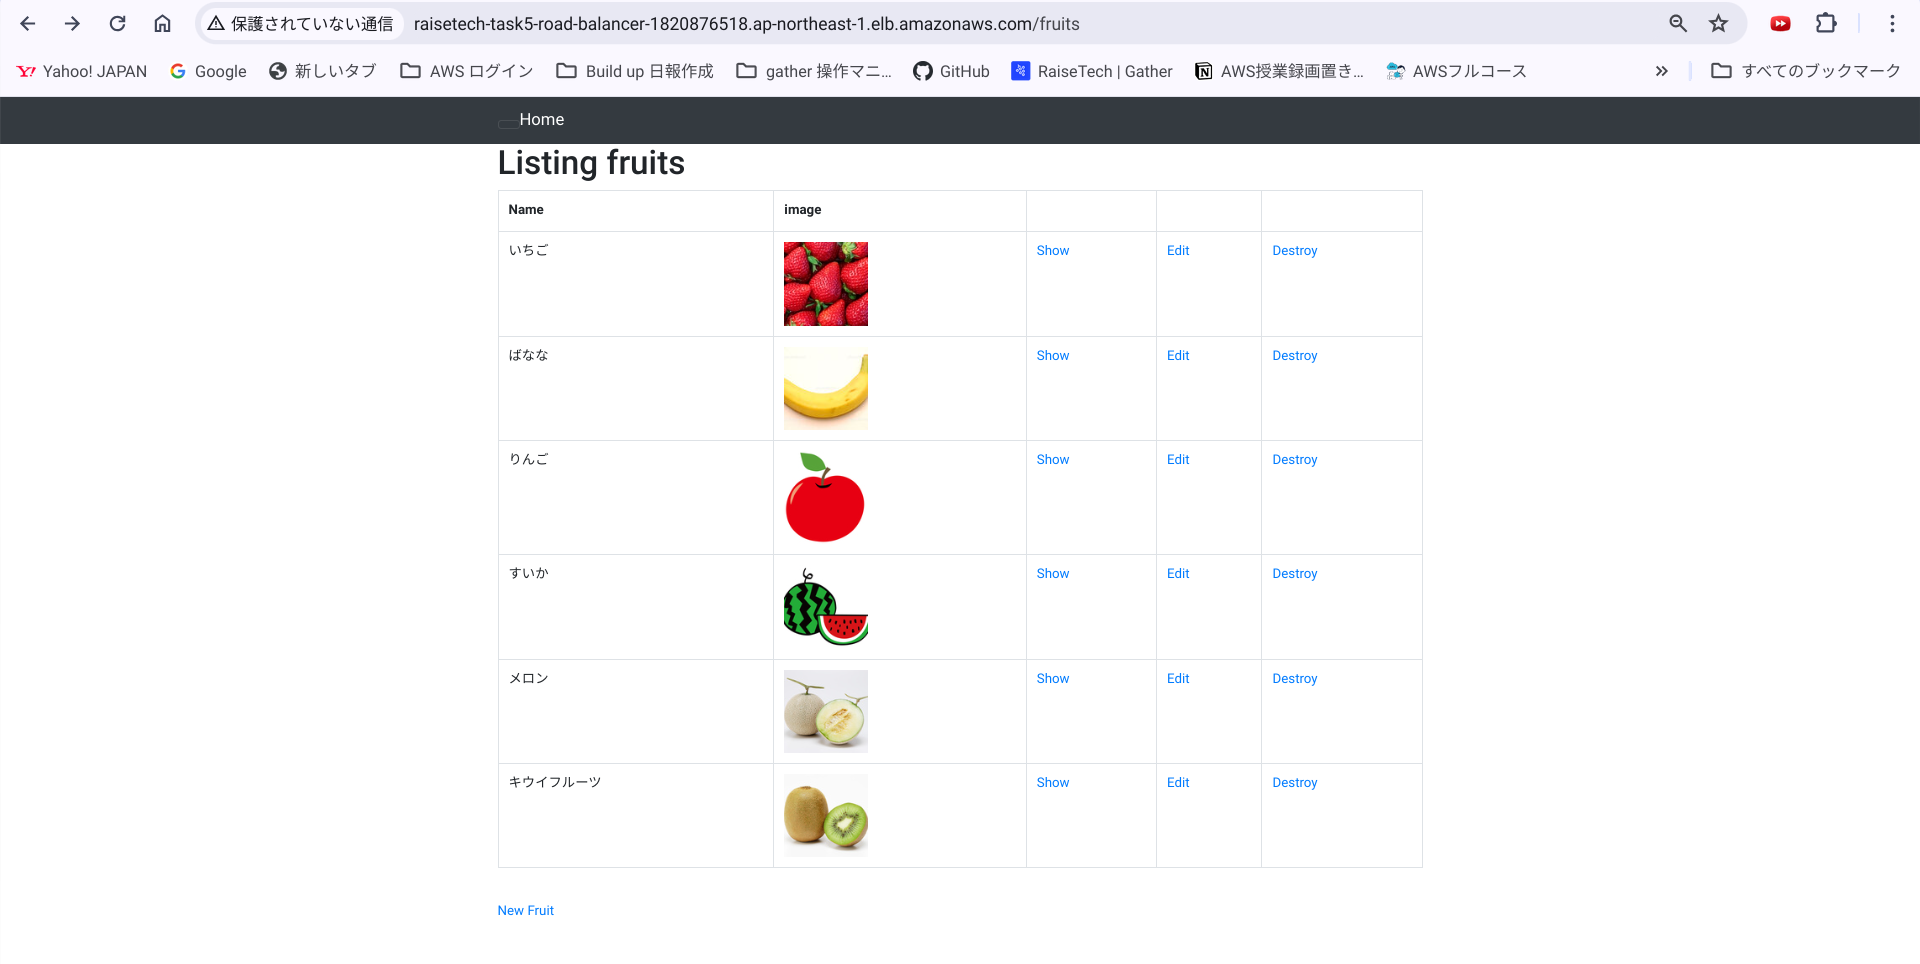 保護されていない通信 raisetech-task5-road-balancer-1820876518.ap-northeast-1.elb.amazonaws.com/fruits
Yahoo! JAPAN Google 新しいタブ AWS ログイン Build up 日報作成 gather 操作マニ... GitHub RaiseTech | Gather AWS授業録画置き... AWSフルコース » すべてのブックマーク
Home
Listing fruits
Name image
いちご Show Edit Destroy
ばなな Show Edit Destroy
りんご Show Edit Destroy
すいか Show Edit Destroy
メロン Show Edit Destroy
キウイフルーツ Show Edit Destroy
New Fruit